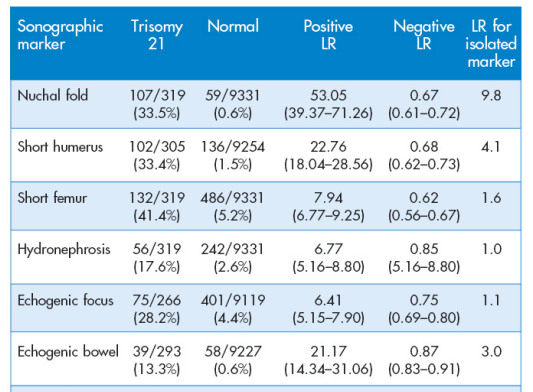 Sonographic marker Trisomy 21 Normal Positive LR Negative LR LR for isolated marker
Nuchal fold 107/319 59/9331 53.05 0.67 9.8
(33.5%) (0.6%) (39.37–71.26) (0.61–0.72)
Short humerus 102/305 136/9254 22.76 0.68 4.1
(33.4%) (1.5%) (18.04–28.56) (0.62–0.73)
Short femur 132/319 486/9331 7.94 0.62 1.6
(41.4%) (5.2%) (6.77–9.25) (0.56–0.67)
Hydronephrosis 56/319 242/9331 6.77 0.85 1.0
(17.6%) (2.6%) (5.16–8.80) (5.16–8.80)
Echogenic focus 75/266 401/9119 6.41 0.75 1.1
(28.2%) (4.4%) (5.15–7.90) (0.69–0.80)
Echogenic bowel 39/293 58/9227 21.17 0.87 3.0
(13.3%) (0.6%) (14.34–31.06) (0.83–0.91)